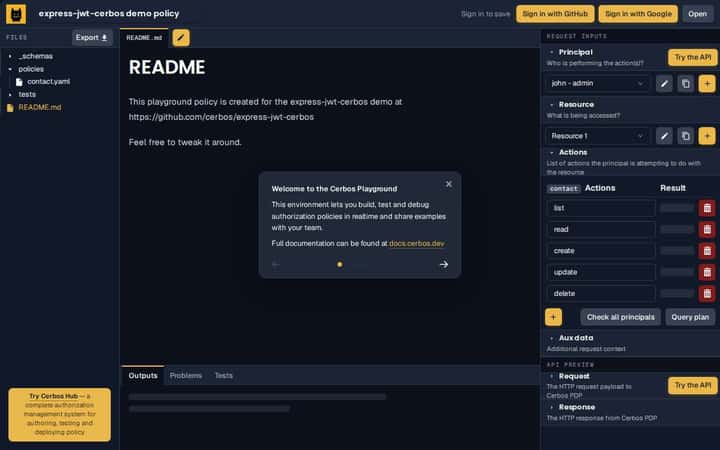 express-jwt-cerbos demo policy
Sign in to save
Sign in with GitHub
Sign in with Google
Open
FILES
Export
_schemas
policies
contact.yaml
tests
README.md
Try Cerbos Hub — a
complete authorization
management system for
authoring, testing and
deploying policy
README.md
README
This playground policy is created for the express-jwt-cerbos demo at
https://github.com/cerbos/express-jwt-cerbos
Feel free to tweak it around.
Welcome to the Cerbos Playground
This environment lets you build, test and debug
authorization policies in realtime and share examples
with your team.
Full documentation can be found at docs.cerbos.dev
Outputs
Problems
Tests
REQUEST INPUTS
Principal
Who is performing the action(s)?
Try the API
john - admin
Resource
What is being accessed?
Resource 1
Actions
List of actions the principal is attempting to do with
the resource
contact Actions
Result
list
read
create
update
delete
Check all principals
Query plan
Aux data
Additional request context
API PREVIEW
Request
The HTTP request payload to
Cerbos PDP
Try the API
Response
The HTTP response from Cerbos PDP